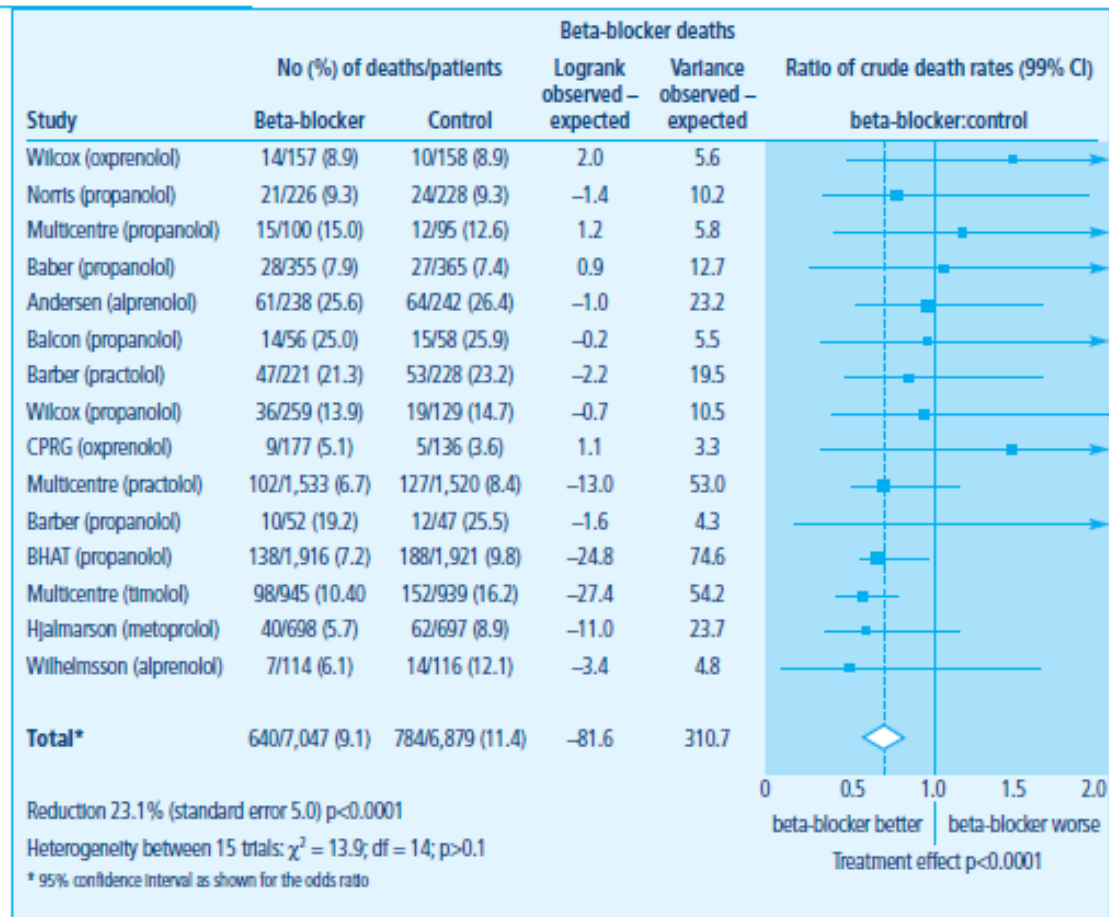 Beta-blocker deaths
No (%) of deaths/patients Logrank Variance Ratio of crude death rates (99% CI)
observed – observed –
Study Beta-blocker Control expected expected beta-blocker:control
Wilcox (oxprenolol) 14/157 (8.9) 10/158 (8.9) 2.0 5.6
Norris (propanolol) 21/226 (9.3) 24/228 (9.3) –1.4 10.2
Multicentre (propanolol) 15/100 (15.0) 12/95 (12.6) 1.2 5.8
Baber (propanolol) 28/355 (7.9) 27/365 (7.4) 0.9 12.7
Andersen (alprenolol) 61/238 (25.6) 64/242 (26.4) –1.0 23.2
Balcon (propanolol) 14/56 (25.0) 15/58 (25.9) –0.2 5.5
Barber (practolol) 47/221 (21.3) 53/228 (23.2) –2.2 19.5
Wilcox (propanolol) 36/259 (13.9) 19/129 (14.7) –0.7 10.5
CPRG (oxprenolol) 9/177 (5.1) 5/136 (3.6) 1.1 3.3
Multicentre (practolol) 102/1,533 (6.7) 127/1,520 (8.4) –13.0 53.0
Barber (propanolol) 10/52 (19.2) 12/47 (25.5) –1.6 4.3
BHAT (propanolol) 138/1,916 (7.2) 188/1,921 (9.8) –24.8 74.6
Multicentre (timolol) 98/945 (10.40 152/939 (16.2) –27.4 54.2
Hjalmarson (metoprolol) 40/698 (5.7) 62/697 (8.9) –11.0 23.7
Wilhelmsson (alprenolol) 7/114 (6.1) 14/116 (12.1) –3.4 4.8
Total* 640/7,047 (9.1) 784/6,879 (11.4) –81.6 310.7
0 0.5 1.0 1.5 2.0
Reduction 23.1% (standard error 5.0) p<0.0001
beta-blocker better beta-blocker worse
Heterogeneity between 15 trials: χ² = 13.9; df = 14; p>0.1
Treatment effect p<0.0001
* 95% confidence interval as shown for the odds ratio